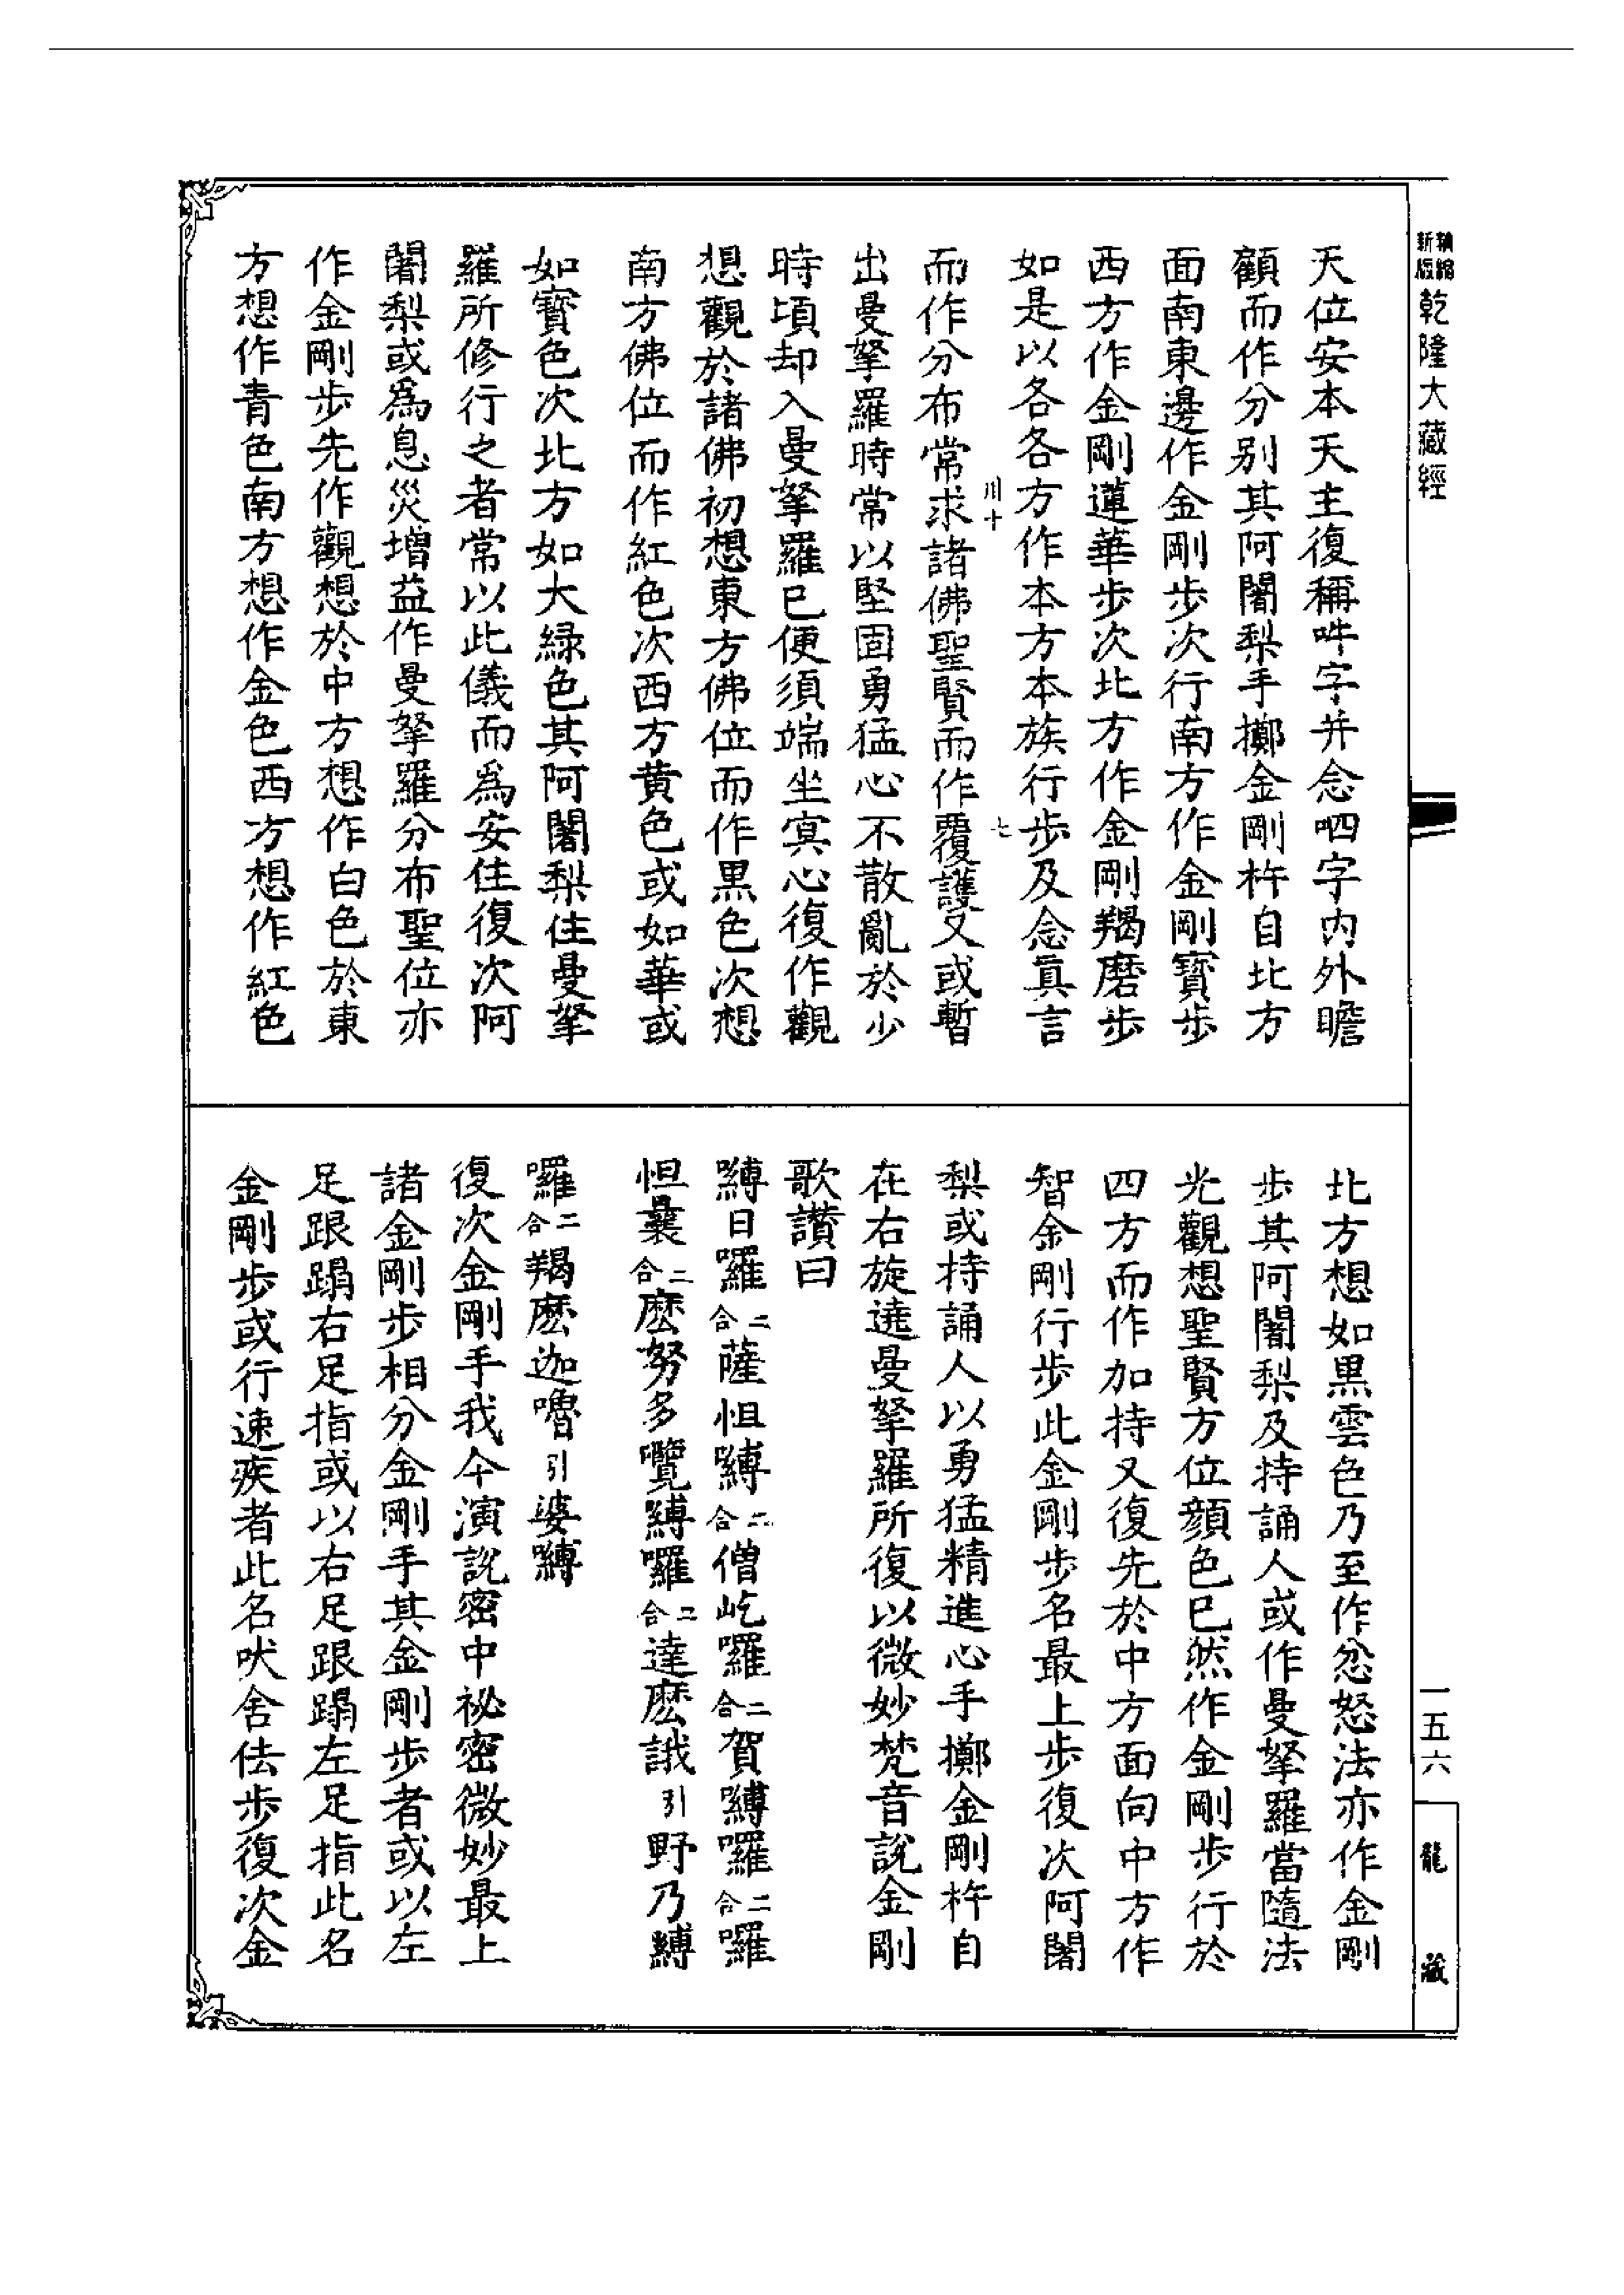 新版
精縮
乾隆大藏經
天位安本天主復稱吽字并念呬字內外瞻
顧而作分别其阿闍梨手擲金剛杵自北方
面南東邊作金剛步次行南方作金剛寶步
西方作金剛蓮華步次北方作金剛羯磨步
如是以各各方作本方本族行步及念眞言
川十 七
而作分布常求諸佛聖賢而作覆護又或暫
出曼拏羅時常以堅固勇猛心不散亂於少
時頃却入曼拏羅已便須端坐寞心復作觀
想觀於諸佛初想東方佛位而作黒色次想
南方佛位而作紅色次西方黄色或如華或
如寶色次北方如大緑色其阿闍梨住曼拏
羅所修行之者常以此儀而爲安住復次阿
闍梨或爲息災增益作曼拏羅分布聖位亦
作金剛步先作觀想於中方想作白色於東
方想作青色南方想作金色西方想作紅色
北方想如黒雲色乃至作忿怒法亦作金剛
步其阿闍梨及持誦人或作曼拏羅當隨法
光觀想聖賢方位顔色已然作金剛步行於
四方而作加持又復先於中方面向中方作
智金剛行步此金剛步名最上步復次阿闍
梨或持誦人以勇猛精進心手擲金剛杵自
在右旋遶曼拏羅所復以微妙梵音説金剛
歌讚曰
嚩日囉二合薩怛嚩二合僧屹囉二合賀嚩囉二合囉
怛曩二合麽努多囕嚩囉二合達麽誐引野乃嚩
囉二合羯麽迦嚕引婆嚩
復次金剛手我今演説密中祕密微妙最上
諸金剛步相分金剛手其金剛步者或以左
足跟蹋右足指或以右足跟蹋左足指此名
金剛步或行速疾者此名吠舍佉步復次金
一五六
龍藏